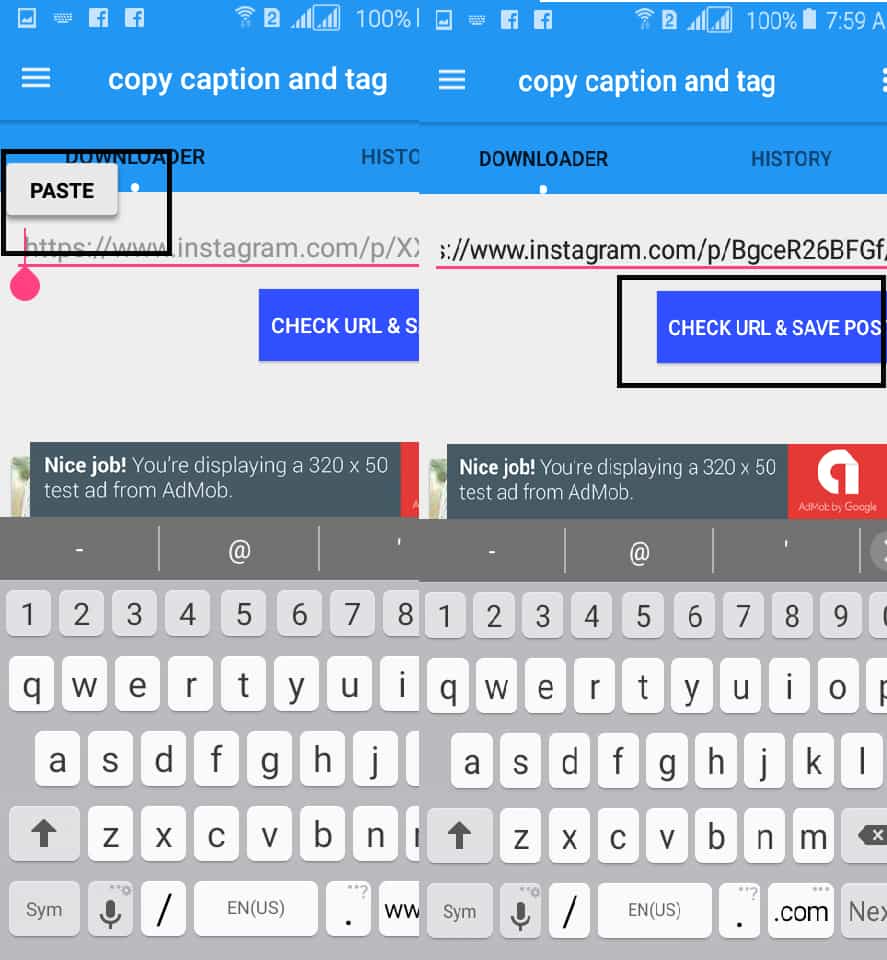 100%
copy caption and tag
DOWNLOADER HISTO
PASTE
https://www.instagram.com/p/XX
CHECK URL & S
Nice job! You're displaying a 320 x 50
test ad from AdMob.
- @ '
1 2 3 4 5 6 7 8
q w e r t y u i
a s d f g h j
z x c v b n
Sym / EN(US) . ww
2 100% 7:59 A
copy caption and tag
DOWNLOADER HISTORY
s://www.instagram.com/p/BgceR26BFGf/
CHECK URL & SAVE POS
Nice job! You're displaying a 320 x 50
test ad from AdMob.
AdMob by Google
- @ '
1 2 3 4 5 6 7 8 9 0
q w e r t y u i o p
a s d f g h j k l
z x c v b n m
Sym / EN(US) . .com Nex